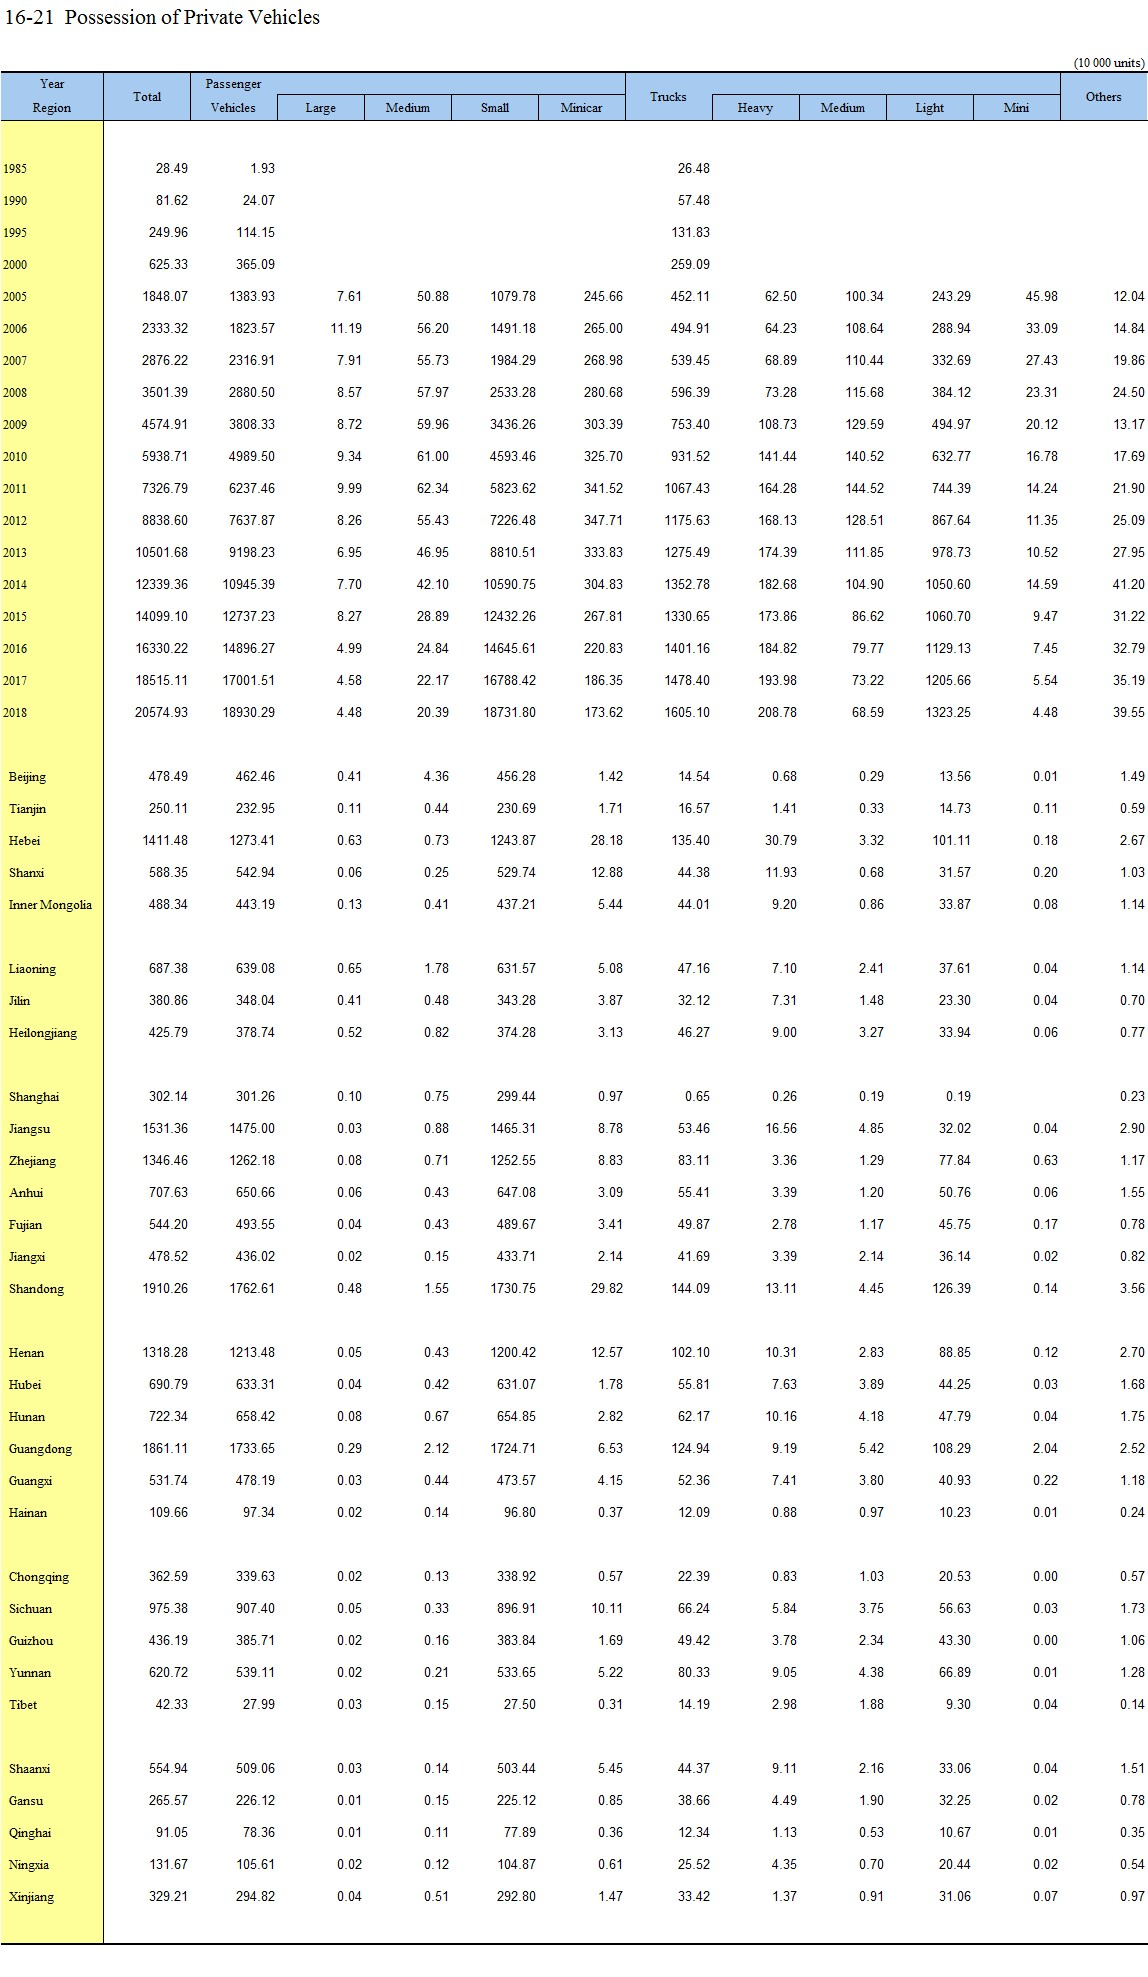 16-21 Possession of Private Vehicles
(10 000 units)
Year Region Total Passenger Vehicles Large Medium Small Minicar Trucks Heavy Medium Light Mini Others
1985 28.49 1.93 26.48
1990 81.62 24.07 57.48
1995 249.96 114.15 131.83
2000 625.33 365.09 259.09
2005 1848.07 1383.93 7.61 50.88 1079.78 245.66 452.11 62.50 100.34 243.29 45.98 12.04
2006 2333.32 1823.57 11.19 56.20 1491.18 265.00 494.91 64.23 108.64 288.94 33.09 14.84
2007 2876.22 2316.91 7.91 55.73 1984.29 268.98 539.45 68.89 110.44 332.69 27.43 19.86
2008 3501.39 2880.50 8.57 57.97 2533.28 280.68 596.39 73.28 115.68 384.12 23.31 24.50
2009 4574.91 3808.33 8.72 59.96 3436.26 303.39 753.40 108.73 129.59 494.97 20.12 13.17
2010 5938.71 4989.50 9.34 61.00 4593.46 325.70 931.52 141.44 140.52 632.77 16.78 17.69
2011 7326.79 6237.46 9.99 62.34 5823.62 341.52 1067.43 164.28 144.52 744.39 14.24 21.90
2012 8838.60 7637.87 8.26 55.43 7226.48 347.71 1175.63 168.13 128.51 867.64 11.35 25.09
2013 10501.68 9198.23 6.95 46.95 8810.51 333.83 1275.49 174.39 111.85 978.73 10.52 27.95
2014 12339.36 10945.39 7.70 42.10 10590.75 304.83 1352.78 182.68 104.90 1050.60 14.59 41.20
2015 14099.10 12737.23 8.27 28.89 12432.26 267.81 1330.65 173.86 86.62 1060.70 9.47 31.22
2016 16330.22 14896.27 4.99 24.84 14645.61 220.83 1401.16 184.82 79.77 1129.13 7.45 32.79
2017 18515.11 17001.51 4.58 22.17 16788.42 186.35 1478.40 193.98 73.22 1205.66 5.54 35.19
2018 20574.93 18930.29 4.48 20.39 18731.80 173.62 1605.10 208.78 68.59 1323.25 4.48 39.55
Beijing 478.49 462.46 0.41 4.36 456.28 1.42 14.54 0.68 0.29 13.56 0.01 1.49
Tianjin 250.11 232.95 0.11 0.44 230.69 1.71 16.57 1.41 0.33 14.73 0.11 0.59
Hebei 1411.48 1273.41 0.63 0.73 1243.87 28.18 135.40 30.79 3.32 101.11 0.18 2.67
Shanxi 588.35 542.94 0.06 0.25 529.74 12.88 44.38 11.93 0.68 31.57 0.20 1.03
Inner Mongolia 488.34 443.19 0.13 0.41 437.21 5.44 44.01 9.20 0.86 33.87 0.08 1.14
Liaoning 687.38 639.08 0.65 1.78 631.57 5.08 47.16 7.10 2.41 37.61 0.04 1.14
Jilin 380.86 348.04 0.41 0.48 343.28 3.87 32.12 7.31 1.48 23.30 0.04 0.70
Heilongjiang 425.79 378.74 0.52 0.82 374.28 3.13 46.27 9.00 3.27 33.94 0.06 0.77
Shanghai 302.14 301.26 0.10 0.75 299.44 0.97 0.65 0.26 0.19 0.19 0.23
Jiangsu 1531.36 1475.00 0.03 0.88 1465.31 8.78 53.46 16.56 4.85 32.02 0.04 2.90
Zhejiang 1346.46 1262.18 0.08 0.71 1252.55 8.83 83.11 3.36 1.29 77.84 0.63 1.17
Anhui 707.63 650.66 0.06 0.43 647.08 3.09 55.41 3.39 1.20 50.76 0.06 1.55
Fujian 544.20 493.55 0.04 0.43 489.67 3.41 49.87 2.78 1.17 45.75 0.17 0.78
Jiangxi 478.52 436.02 0.02 0.15 433.71 2.14 41.69 3.39 2.14 36.14 0.02 0.82
Shandong 1910.26 1762.61 0.48 1.55 1730.75 29.82 144.09 13.11 4.45 126.39 0.14 3.56
Henan 1318.28 1213.48 0.05 0.43 1200.42 12.57 102.10 10.31 2.83 88.85 0.12 2.70
Hubei 690.79 633.31 0.04 0.42 631.07 1.78 55.81 7.63 3.89 44.25 0.03 1.68
Hunan 722.34 658.42 0.08 0.67 654.85 2.82 62.17 10.16 4.18 47.79 0.04 1.75
Guangdong 1861.11 1733.65 0.29 2.12 1724.71 6.53 124.94 9.19 5.42 108.29 2.04 2.52
Guangxi 531.74 478.19 0.03 0.44 473.57 4.15 52.36 7.41 3.80 40.93 0.22 1.18
Hainan 109.66 97.34 0.02 0.14 96.80 0.37 12.09 0.88 0.97 10.23 0.01 0.24
Chongqing 362.59 339.63 0.02 0.13 338.92 0.57 22.39 0.83 1.03 20.53 0.00 0.57
Sichuan 975.38 907.40 0.05 0.33 896.91 10.11 66.24 5.84 3.75 56.63 0.03 1.73
Guizhou 436.19 385.71 0.02 0.16 383.84 1.69 49.42 3.78 2.34 43.30 0.00 1.06
Yunnan 620.72 539.11 0.02 0.21 533.65 5.22 80.33 9.05 4.38 66.89 0.01 1.28
Tibet 42.33 27.99 0.03 0.15 27.50 0.31 14.19 2.98 1.88 9.30 0.04 0.14
Shaanxi 554.94 509.06 0.03 0.14 503.44 5.45 44.37 9.11 2.16 33.06 0.04 1.51
Gansu 265.57 226.12 0.01 0.15 225.12 0.85 38.66 4.49 1.90 32.25 0.02 0.78
Qinghai 91.05 78.36 0.01 0.11 77.89 0.36 12.34 1.13 0.53 10.67 0.01 0.35
Ningxia 131.67 105.61 0.02 0.12 104.87 0.61 25.52 4.35 0.70 20.44 0.02 0.54
Xinjiang 329.21 294.82 0.04 0.51 292.80 1.47 33.42 1.37 0.91 31.06 0.07 0.97